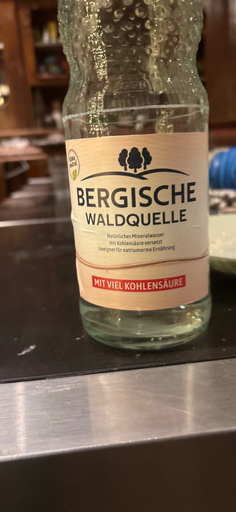 BERGISCHE
WALDQUELLE
Natürliches Mineralwasser
mit Kohlensäure versetzt
Geeignet für natriumarme Ernährung
MIT VIEL KOHLENSÄURE